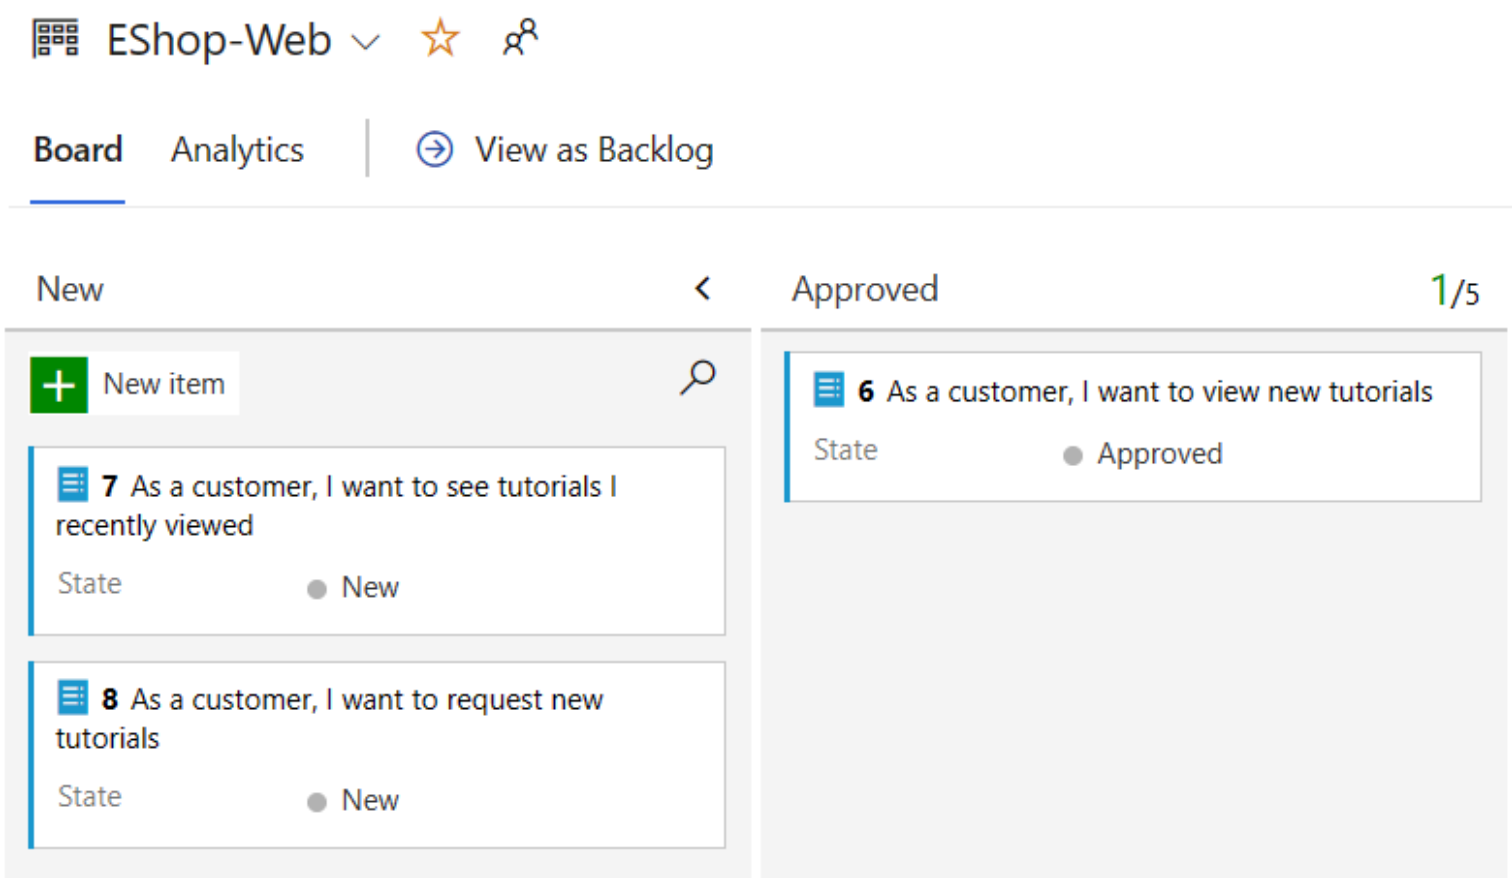 EShop-Web
Board Analytics View as Backlog
New
New item
7 As a customer, I want to see tutorials I
recently viewed
State New
8 As a customer, I want to request new
tutorials
State New
Approved 1/5
6 As a customer, I want to view new tutorials
State Approved